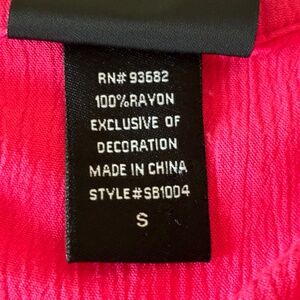 RN# 93682
100%RAYON
EXCLUSIVE OF
DECORATION
MADE IN CHINA
STYLE#SB1004
S